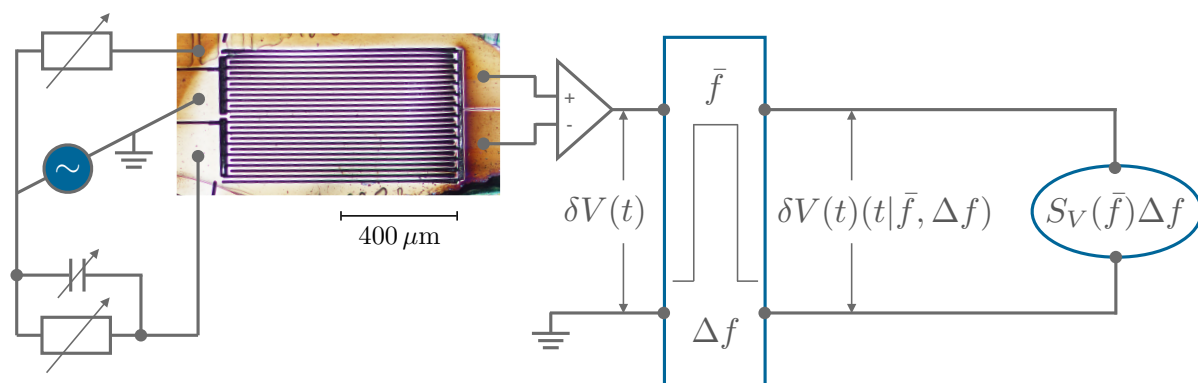 f̄
+
-
~
δV(t)
δV(t)(t|f̄, Δf)
S_V(f̄)Δf
400 μm
Δf